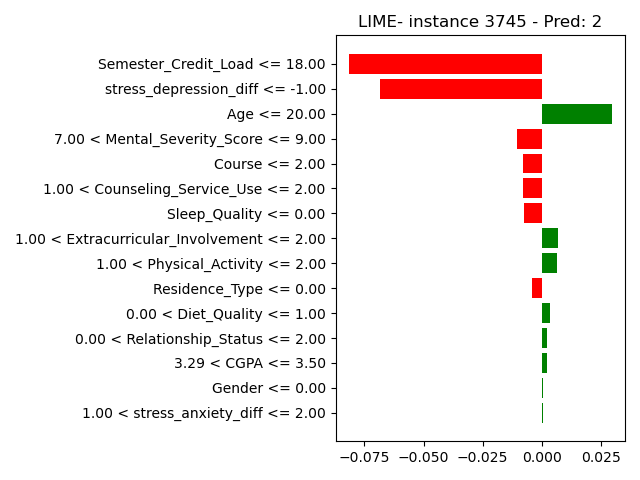 LIME- instance 3745 - Pred: 2
Semester_Credit_Load <= 18.00
stress_depression_diff <= -1.00
Age <= 20.00
7.00 < Mental_Severity_Score <= 9.00
Course <= 2.00
1.00 < Counseling_Service_Use <= 2.00
Sleep_Quality <= 0.00
1.00 < Extracurricular_Involvement <= 2.00
1.00 < Physical_Activity <= 2.00
Residence_Type <= 0.00
0.00 < Diet_Quality <= 1.00
0.00 < Relationship_Status <= 2.00
3.29 < CGPA <= 3.50
Gender <= 0.00
1.00 < stress_anxiety_diff <= 2.00
−0.075 −0.050 −0.025 0.000 0.025